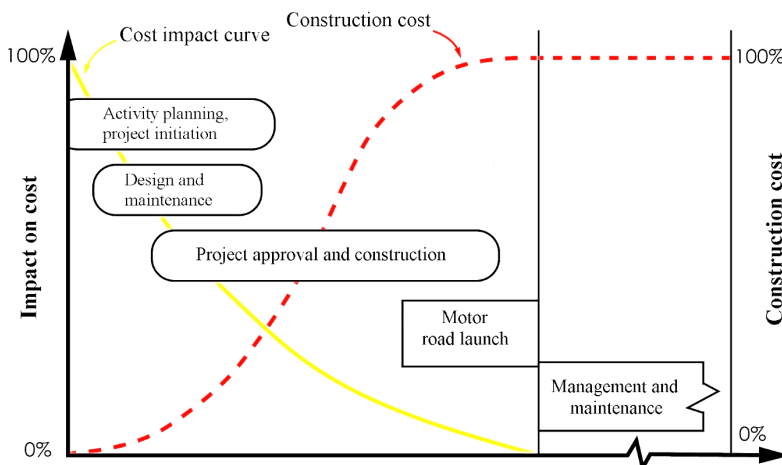 Construction cost
Cost impact curve
100%
100%
Activity planning,
project initiation
Design and
maintenance
Project approval and construction
Motor
road launch
Management and
maintenance
0%
0%
Impact on cost
Construction cost